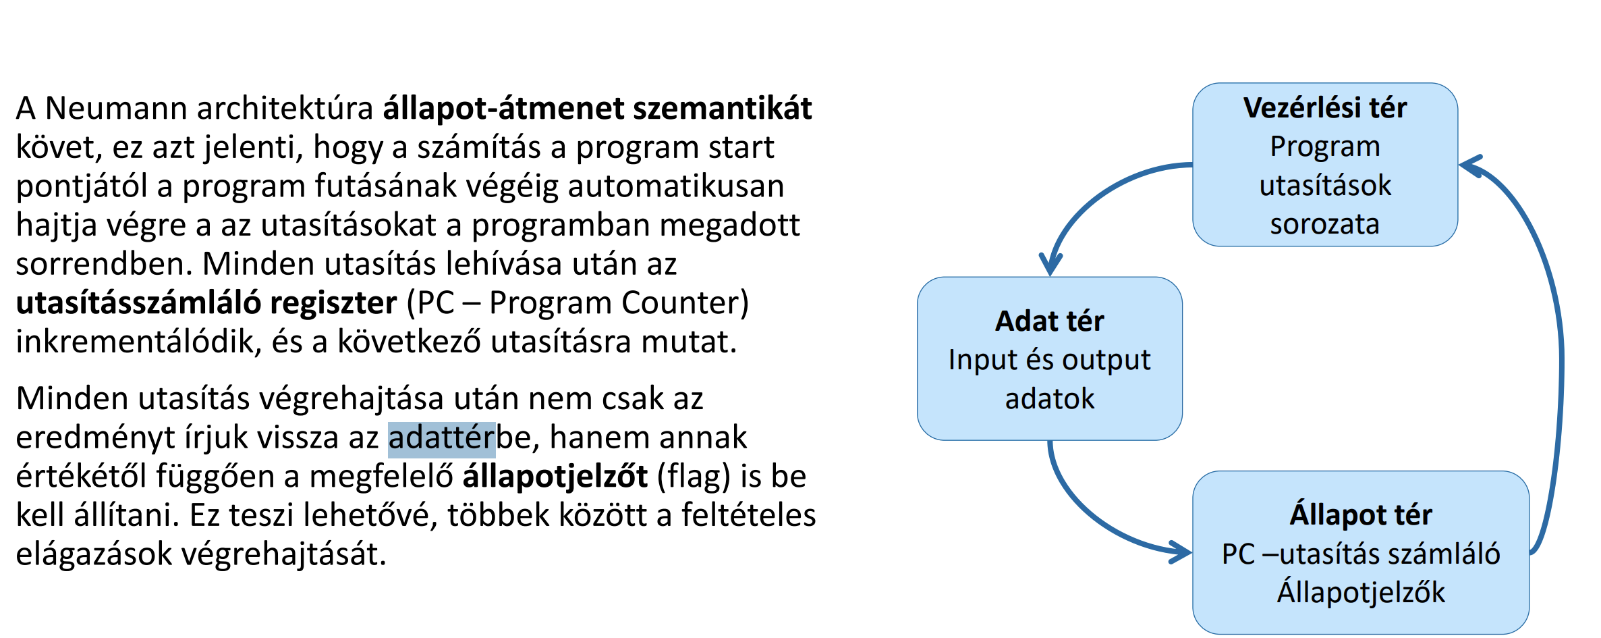 A Neumann architektúra állapot-átmenet szemantikát
követ, ez azt jelenti, hogy a számítás a program start
pontjától a program futásának végéig automatikusan
hajtja végre a az utasításokat a programban megadott
sorrendben. Minden utasítás lehívása után az
utasításszámláló regiszter (PC – Program Counter)
inkrementálódik, és a következő utasításra mutat.
Minden utasítás végrehajtása után nem csak az
eredményt írjuk vissza az adattérbe, hanem annak
értékétől függően a megfelelő állapotjelzőt (flag) is be
kell állítani. Ez teszi lehetővé, többek között a feltételes
elágazások végrehajtását.
Vezérlési tér
Program
utasítások
sorozata
Adat tér
Input és output
adatok
Állapot tér
PC –utasítás számláló
Állapotjelzők